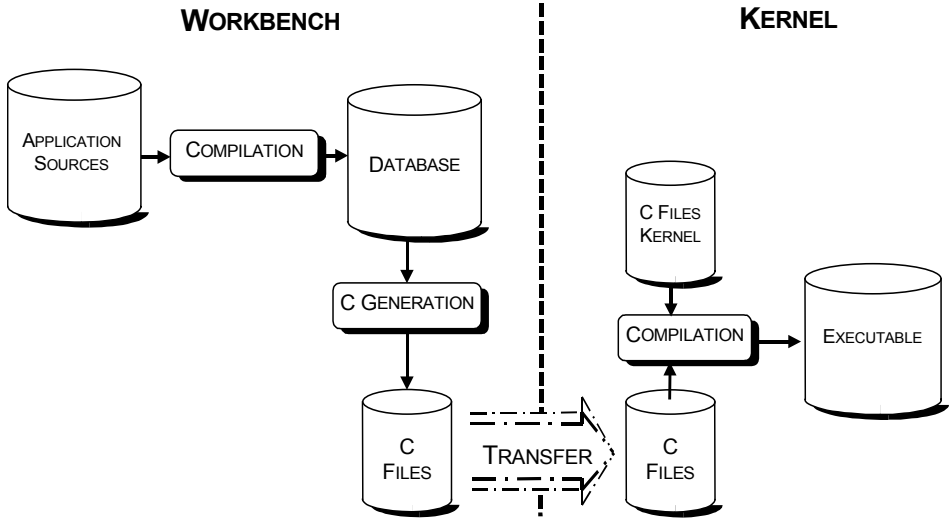 WORKBENCH
KERNEL
APPLICATION
SOURCES
COMPILATION
DATABASE
C FILES
KERNEL
C GENERATION
COMPILATION
EXECUTABLE
C
FILES
TRANSFER
C
FILES